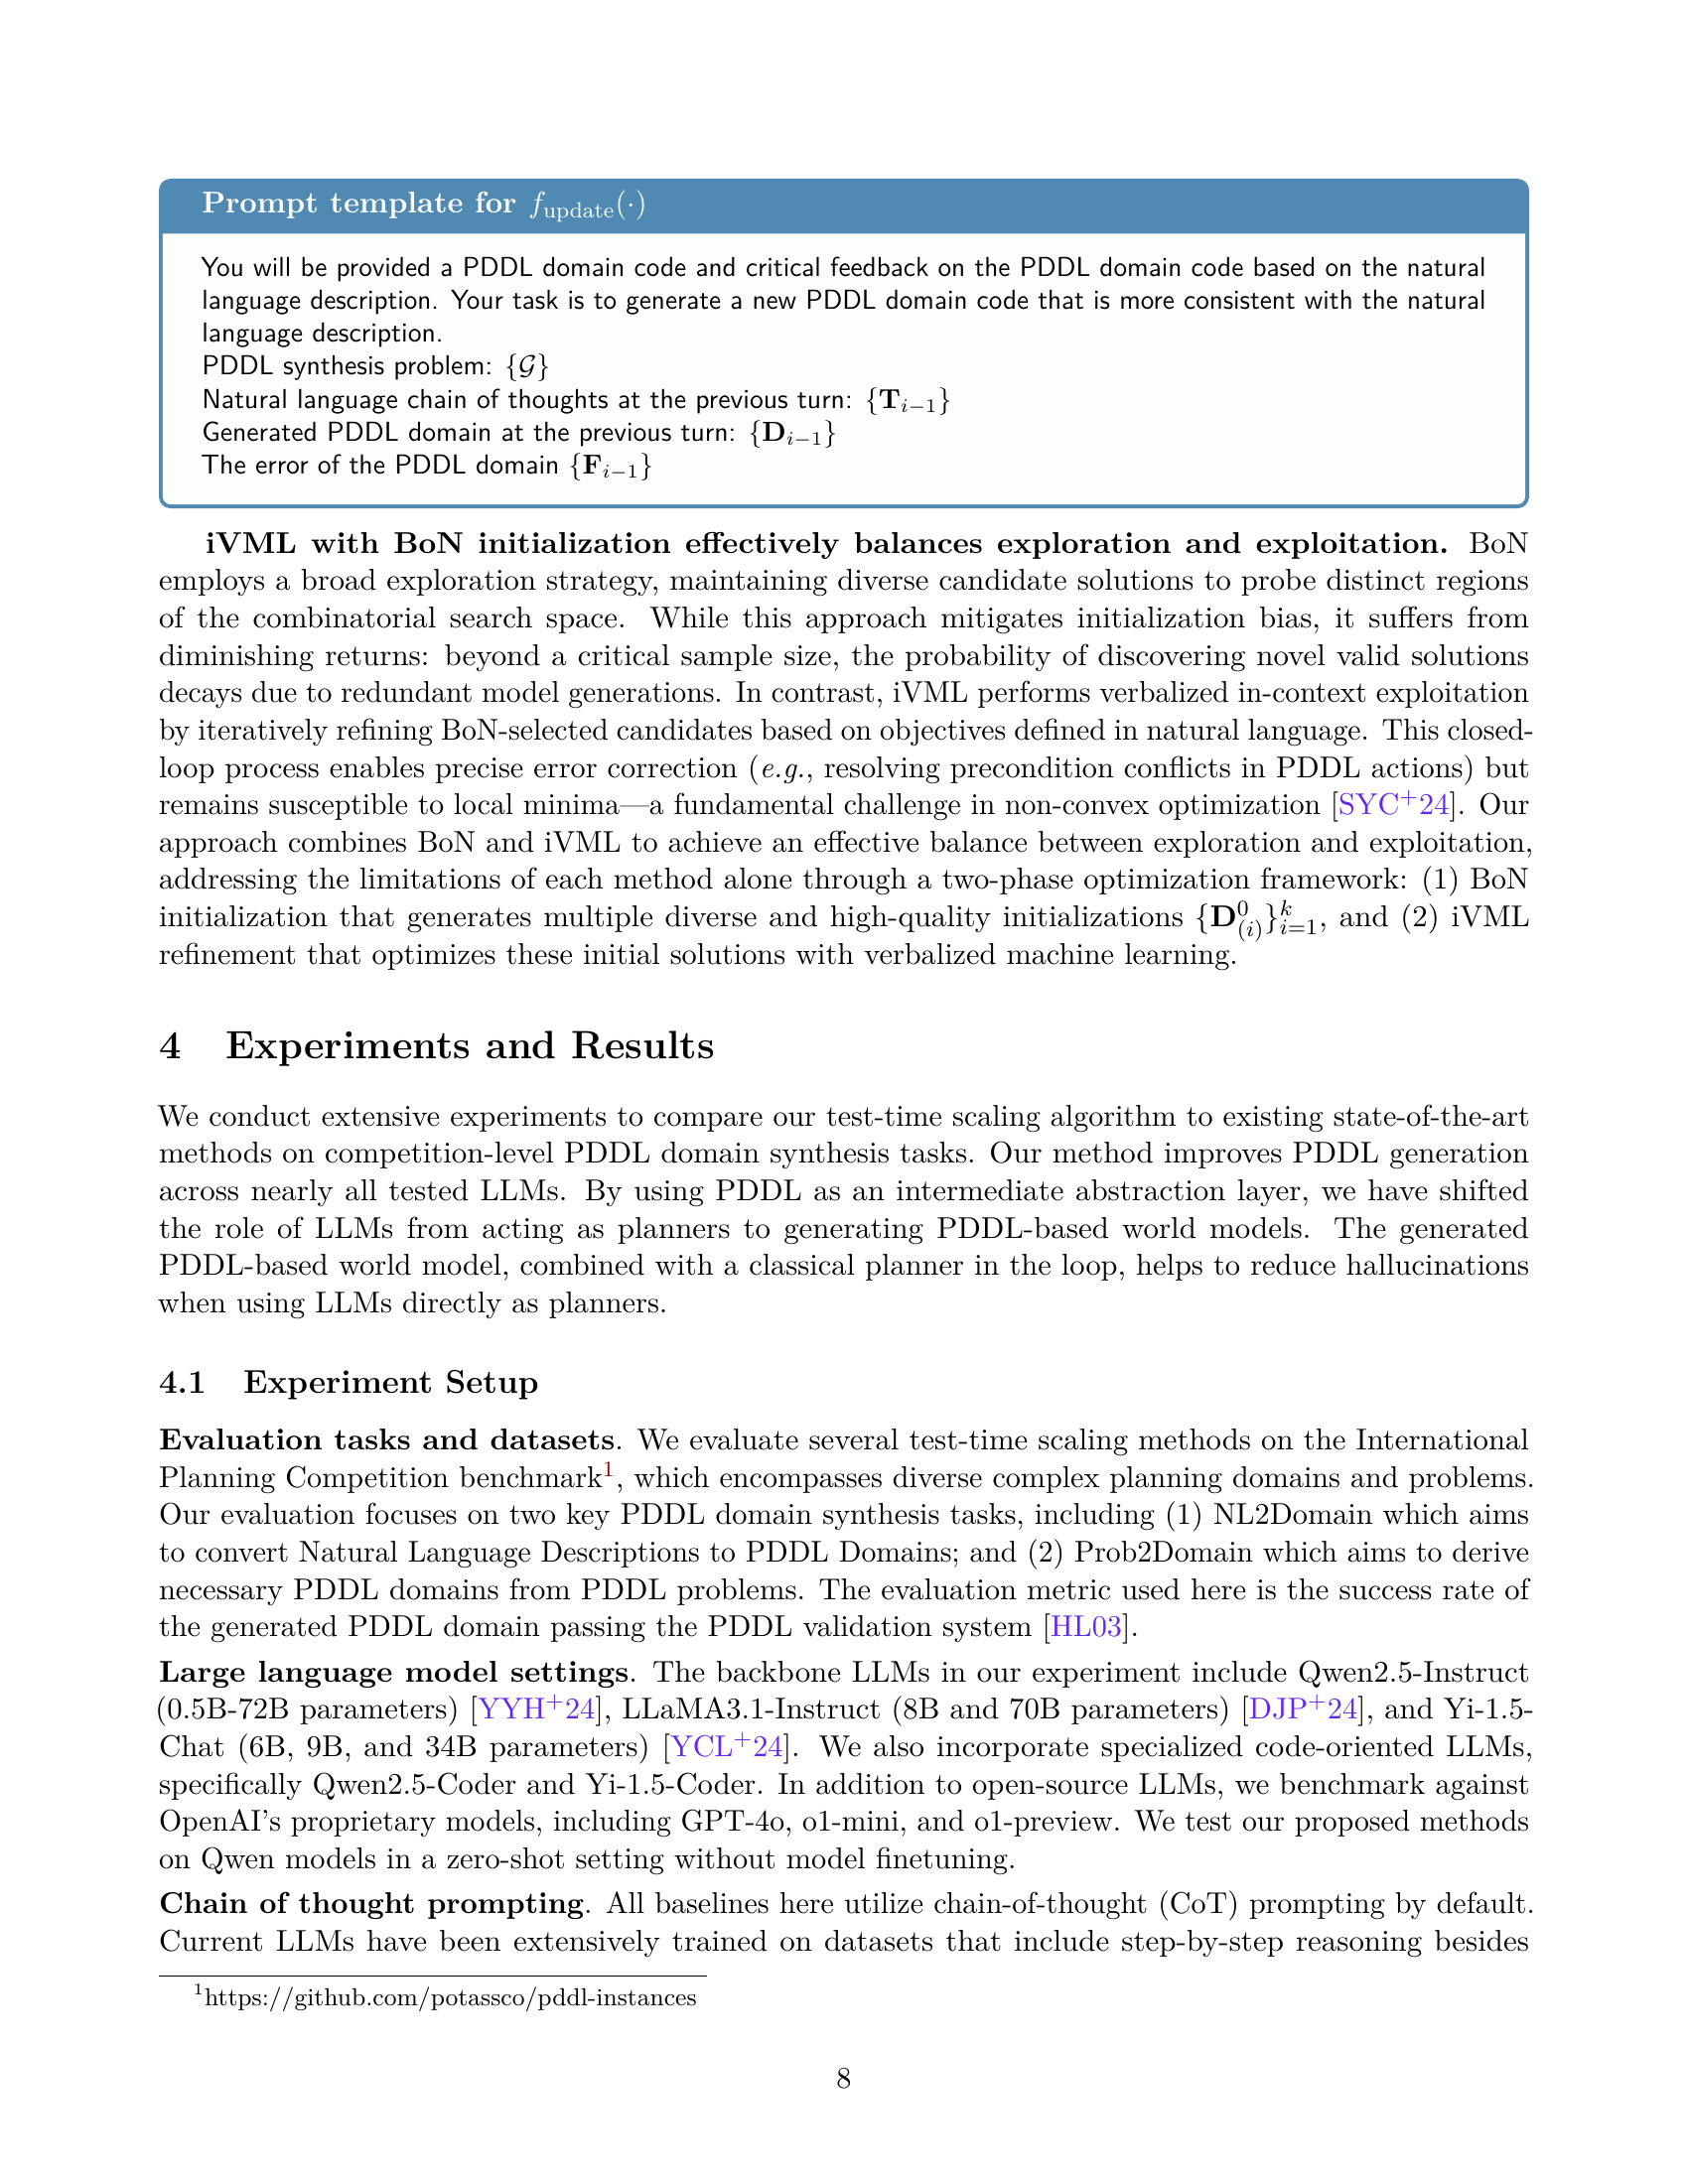 Prompt template for f_update(·)
You will be provided a PDDL domain code and critical feedback on the PDDL domain code based on the natural
language description. Your task is to generate a new PDDL domain code that is more consistent with the natural
language description.
PDDL synthesis problem: {𝒢}
Natural language chain of thoughts at the previous turn: {T_{i−1}}
Generated PDDL domain at the previous turn: {D_{i−1}}
The error of the PDDL domain {F_{i−1}}
iVML with BoN initialization effectively balances exploration and exploitation. BoN
employs a broad exploration strategy, maintaining diverse candidate solutions to probe distinct regions
of the combinatorial search space. While this approach mitigates initialization bias, it suffers from
diminishing returns: beyond a critical sample size, the probability of discovering novel valid solutions
decays due to redundant model generations. In contrast, iVML performs verbalized in-context exploitation
by iteratively refining BoN-selected candidates based on objectives defined in natural language. This closed-
loop process enables precise error correction (e.g., resolving precondition conflicts in PDDL actions) but
remains susceptible to local minima—a fundamental challenge in non-convex optimization [SYC+24]. Our
approach combines BoN and iVML to achieve an effective balance between exploration and exploitation,
addressing the limitations of each method alone through a two-phase optimization framework: (1) BoN
initialization that generates multiple diverse and high-quality initializations {D^0_{(i)}}^k_{i=1}, and (2) iVML
refinement that optimizes these initial solutions with verbalized machine learning.
4 Experiments and Results
We conduct extensive experiments to compare our test-time scaling algorithm to existing state-of-the-art
methods on competition-level PDDL domain synthesis tasks. Our method improves PDDL generation
across nearly all tested LLMs. By using PDDL as an intermediate abstraction layer, we have shifted
the role of LLMs from acting as planners to generating PDDL-based world models. The generated
PDDL-based world model, combined with a classical planner in the loop, helps to reduce hallucinations
when using LLMs directly as planners.
4.1 Experiment Setup
Evaluation tasks and datasets. We evaluate several test-time scaling methods on the International
Planning Competition benchmark1, which encompasses diverse complex planning domains and problems.
Our evaluation focuses on two key PDDL domain synthesis tasks, including (1) NL2Domain which aims
to convert Natural Language Descriptions to PDDL Domains; and (2) Prob2Domain which aims to derive
necessary PDDL domains from PDDL problems. The evaluation metric used here is the success rate of
the generated PDDL domain passing the PDDL validation system [HL03].
Large language model settings. The backbone LLMs in our experiment include Qwen2.5-Instruct
(0.5B-72B parameters) [YYH+24], LLaMA3.1-Instruct (8B and 70B parameters) [DJP+24], and Yi-1.5-
Chat (6B, 9B, and 34B parameters) [YCL+24]. We also incorporate specialized code-oriented LLMs,
specifically Qwen2.5-Coder and Yi-1.5-Coder. In addition to open-source LLMs, we benchmark against
OpenAI's proprietary models, including GPT-4o, o1-mini, and o1-preview. We test our proposed methods
on Qwen models in a zero-shot setting without model finetuning.
Chain of thought prompting. All baselines here utilize chain-of-thought (CoT) prompting by default.
Current LLMs have been extensively trained on datasets that include step-by-step reasoning besides
1https://github.com/potassco/pddl-instances
8